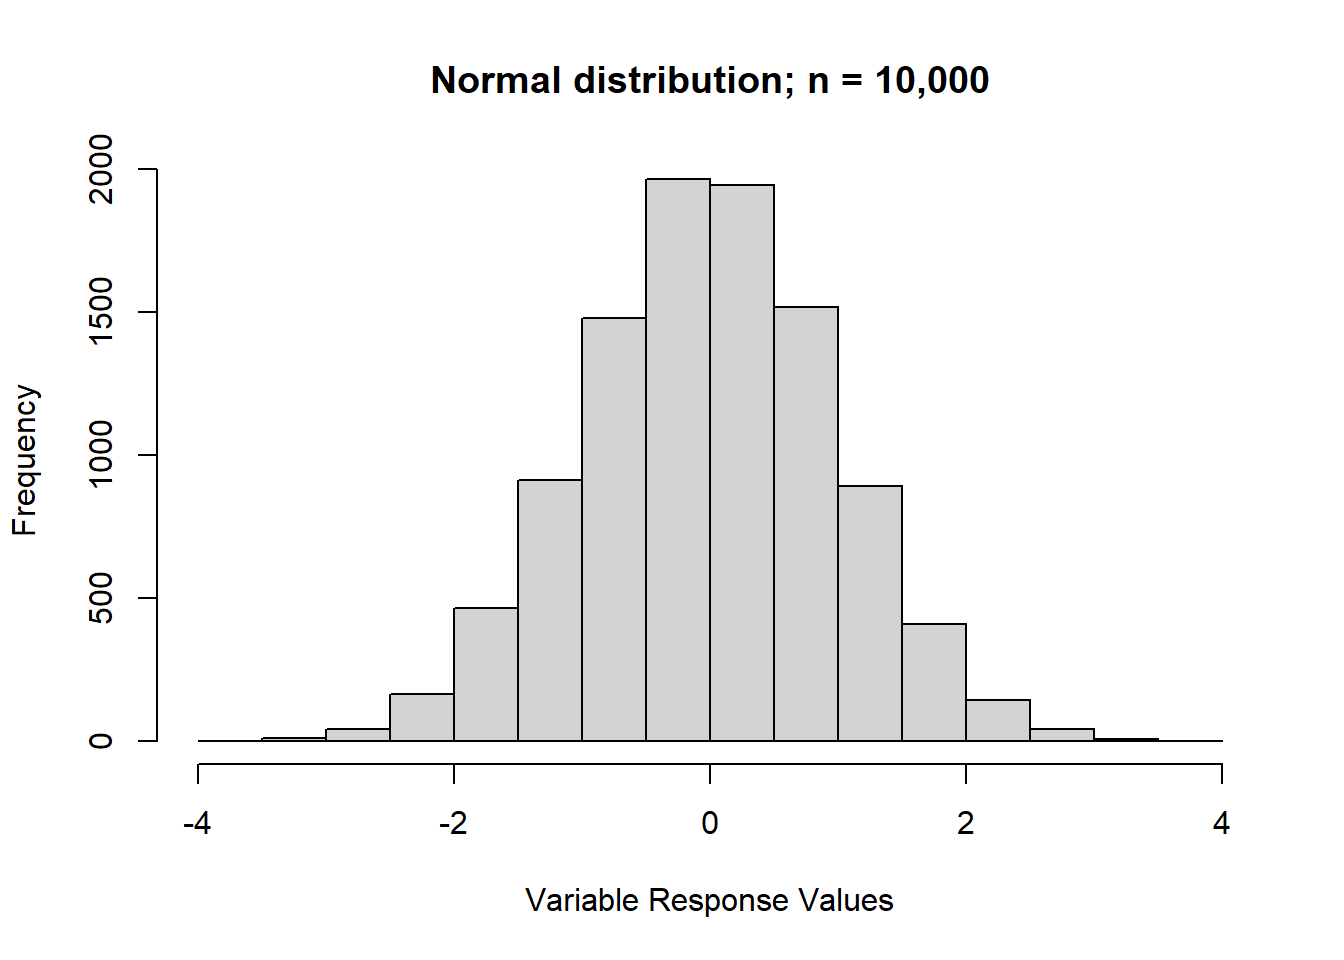 Normal distribution; n = 10,000
Frequency
2000
1500
1000
500
0
-4 -2 0 2 4
Variable Response Values